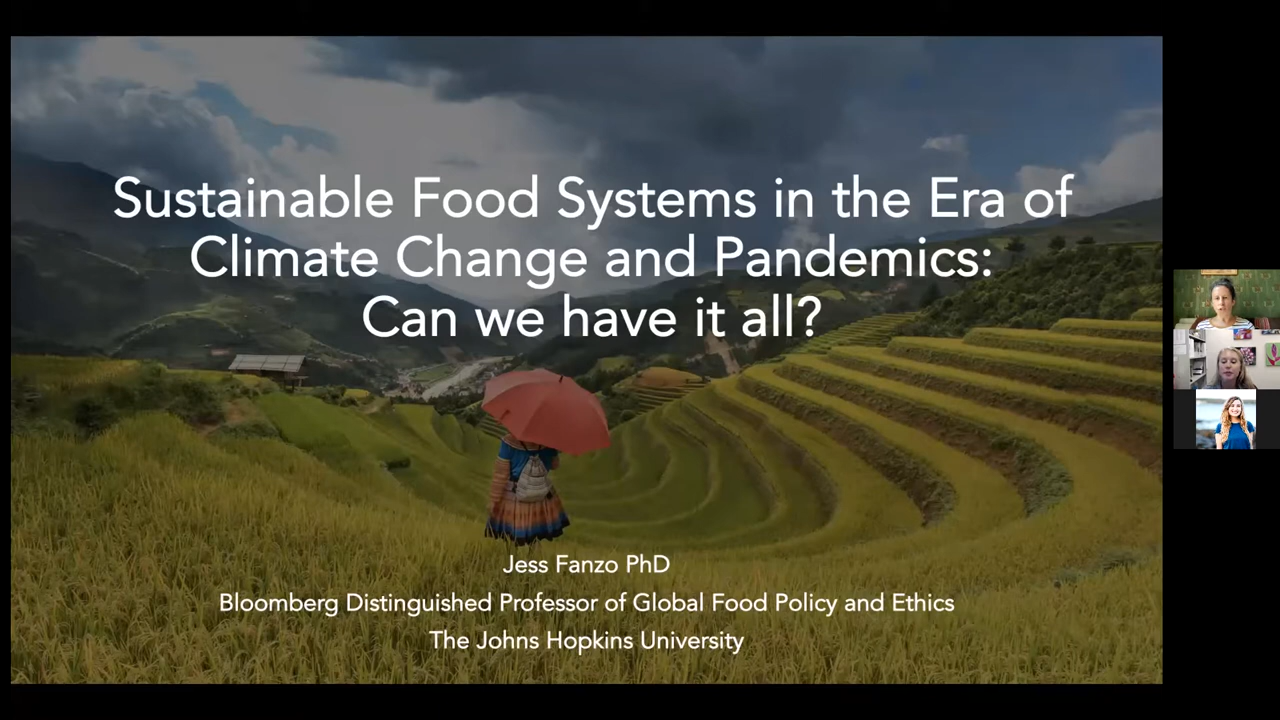 Sustainable Food Systems in the Era of
Climate Change and Pandemics:
Can we have it all?
Jess Fanzo PhD
Bloomberg Distinguished Professor of Global Food Policy and Ethics
The Johns Hopkins University